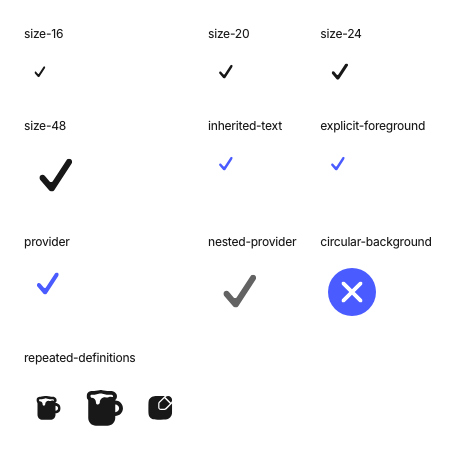 size-16
size-20
size-24
size-48
inherited-text
explicit-foreground
provider
nested-provider
circular-background
repeated-definitions